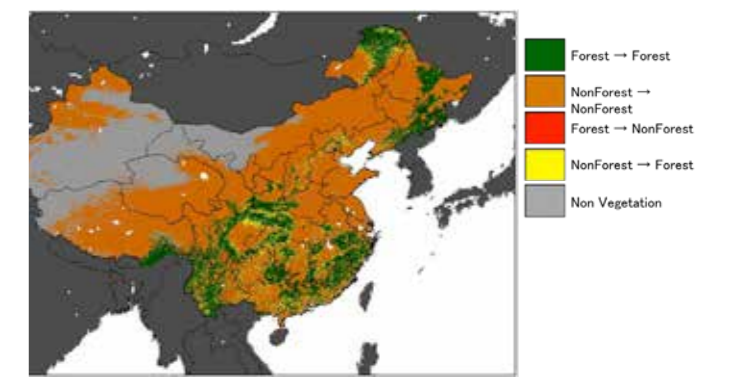 Forest → Forest
NonForest →
NonForest
Forest → NonForest
NonForest → Forest
Non Vegetation